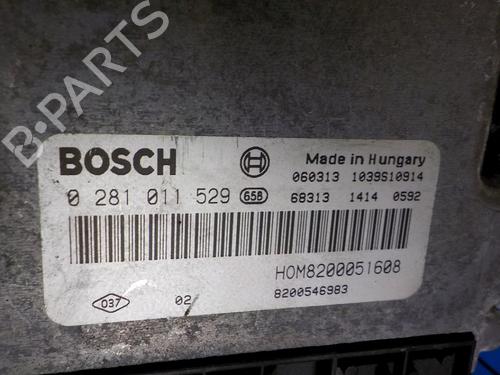 B-PARTS
BOSCH
Made in Hungary
060313 1039S10914
0 281 011 529 658
68313 1414 0592
HOM8200051608
037 02
8200546983